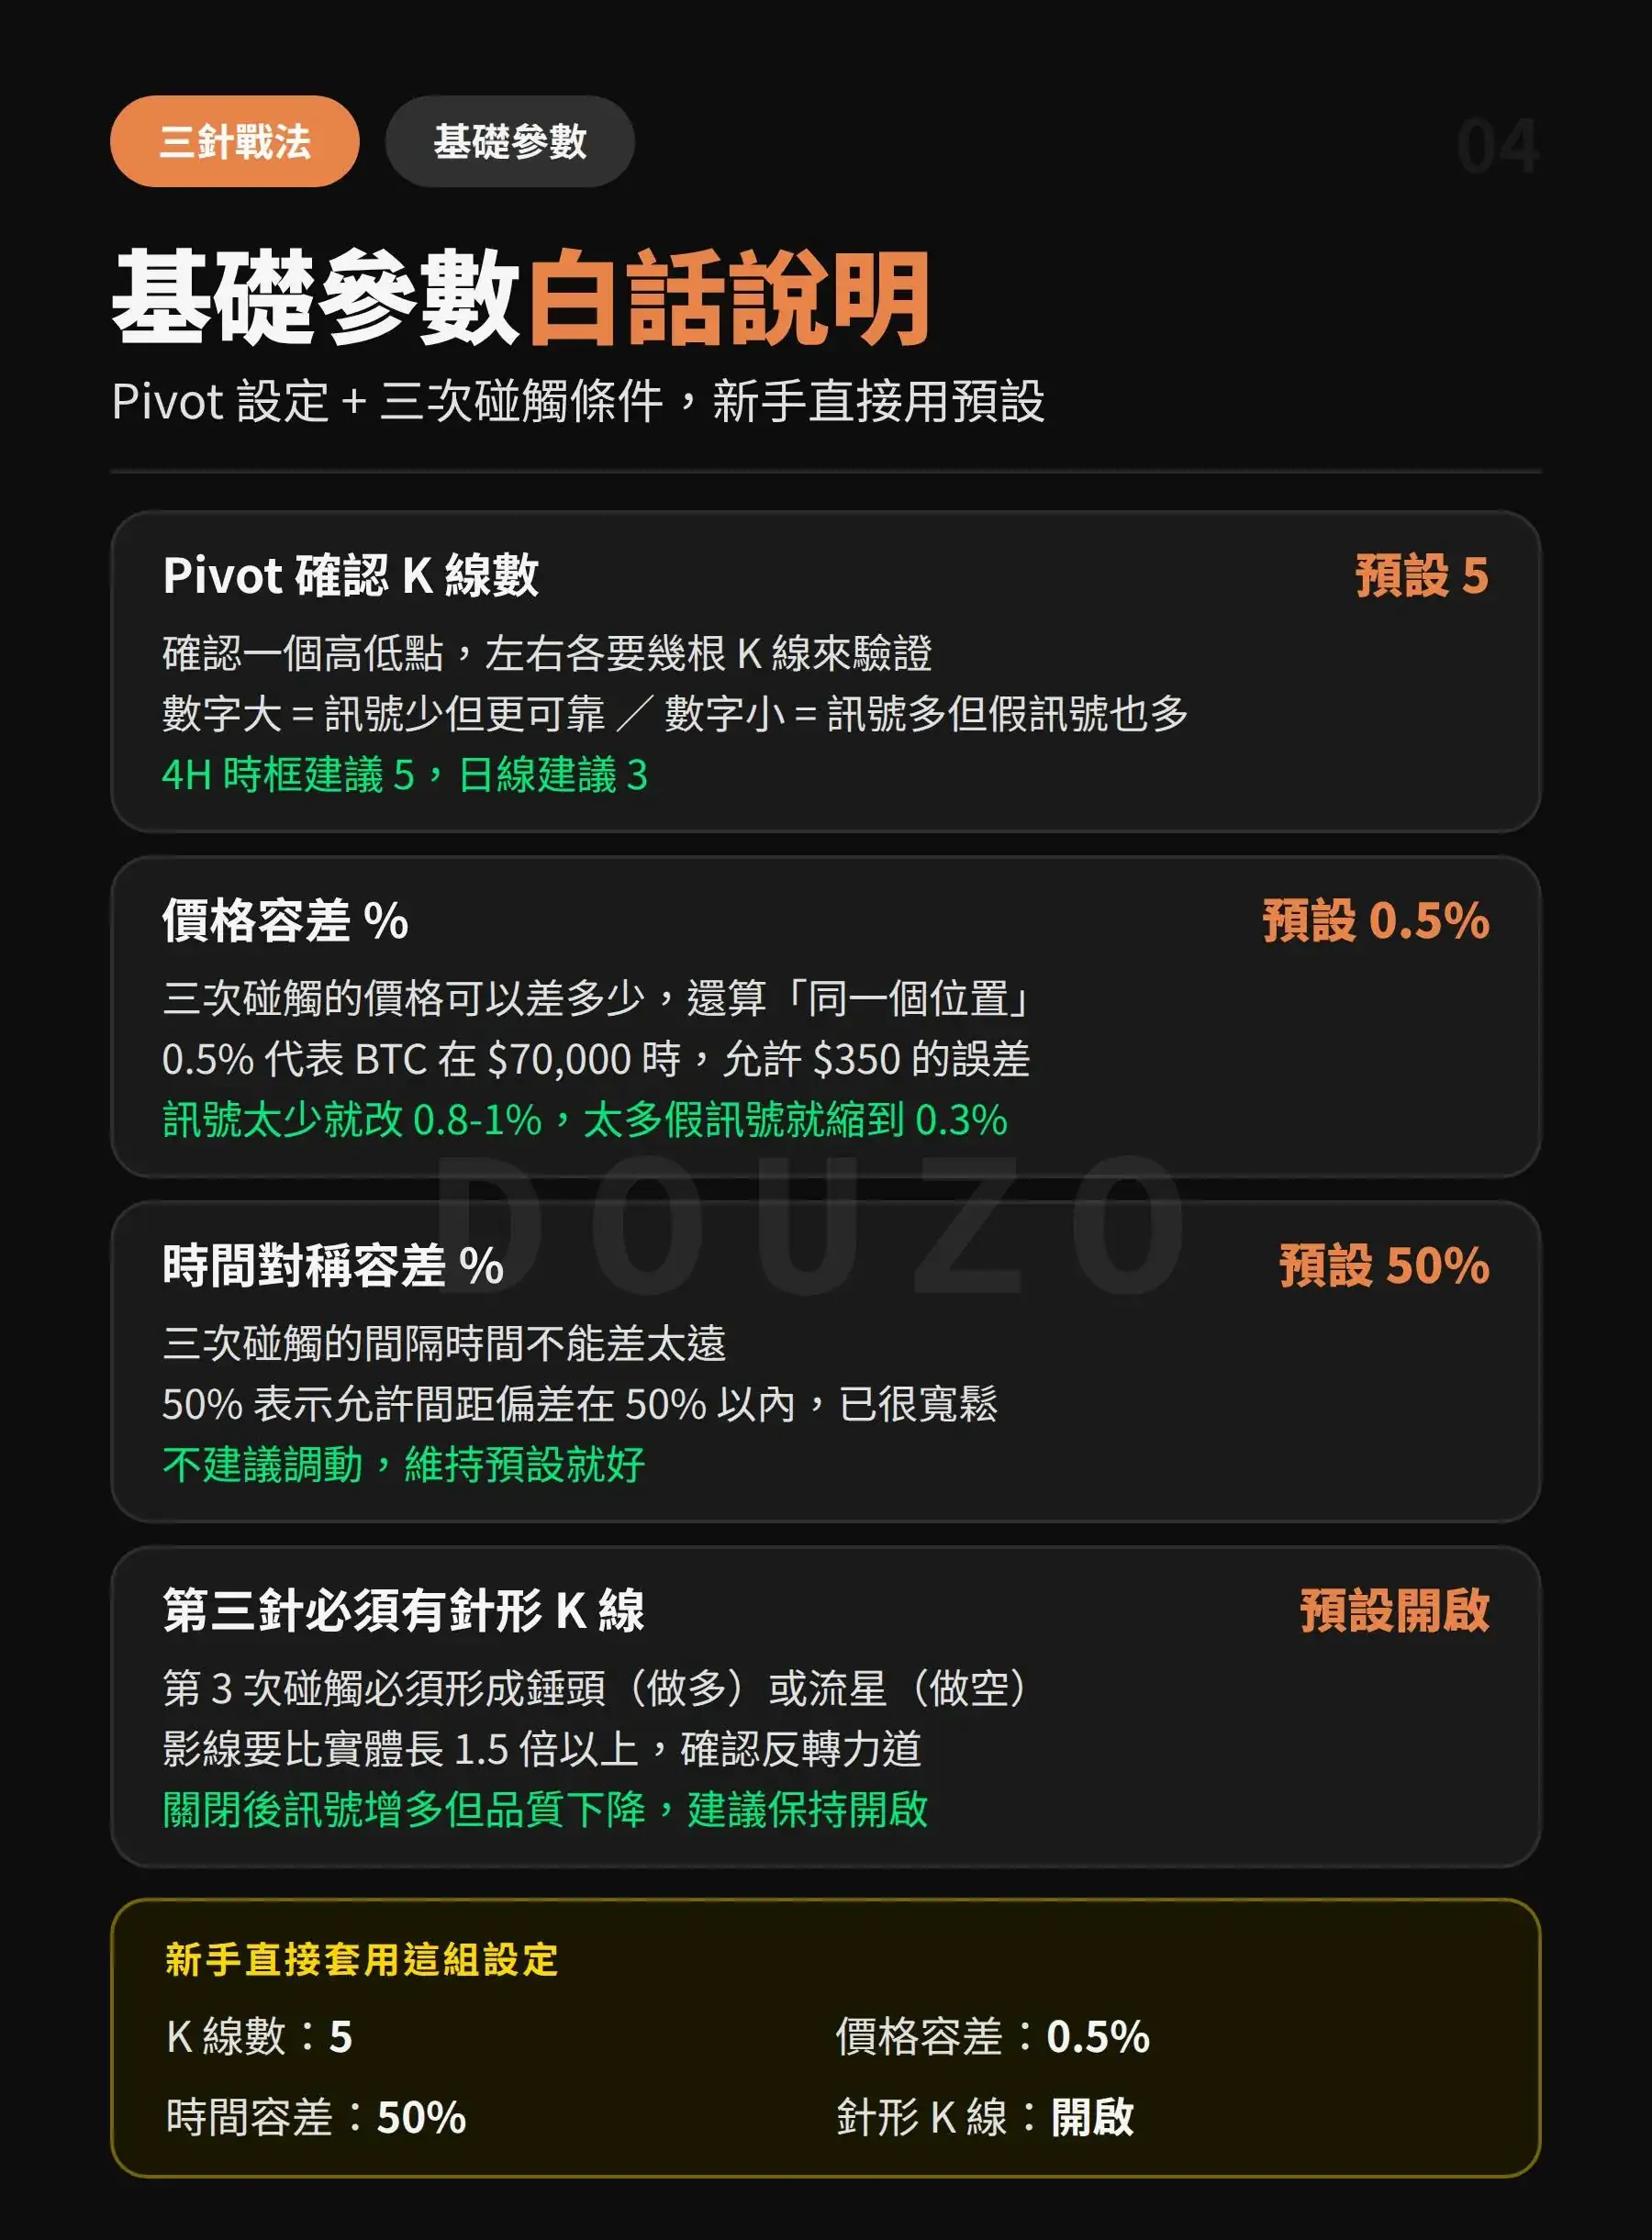 三針戰法 基礎參數 04
基礎參數白話說明
Pivot 設定 + 三次碰觸條件，新手直接用預設
Pivot 確認 K 線數 預設 5
確認一個高低點，左右各要幾根 K 線來驗證
數字大 = 訊號少但更可靠 ／ 數字小 = 訊號多但假訊號也多
4H 時框建議 5，日線建議 3
價格容差 % 預設 0.5%
三次碰觸的價格可以差多少，還算「同一個位置」
0.5% 代表 BTC 在 $70,000 時，允許 $350 的誤差
訊號太少就改 0.8-1%，太多假訊號就縮到 0.3%
DOUZO
時間對稱容差 % 預設 50%
三次碰觸的間隔時間不能差太遠
50% 表示允許間距偏差在 50% 以內，已很寬鬆
不建議調動，維持預設就好
第三針必須有針形 K 線 預設開啟
第 3 次碰觸必須形成錘頭（做多）或流星（做空）
影線要比實體長 1.5 倍以上，確認反轉力道
關閉後訊號增多但品質下降，建議保持開啟
新手直接套用這組設定
K 線數：5 價格容差：0.5%
時間容差：50% 針形 K 線：開啟